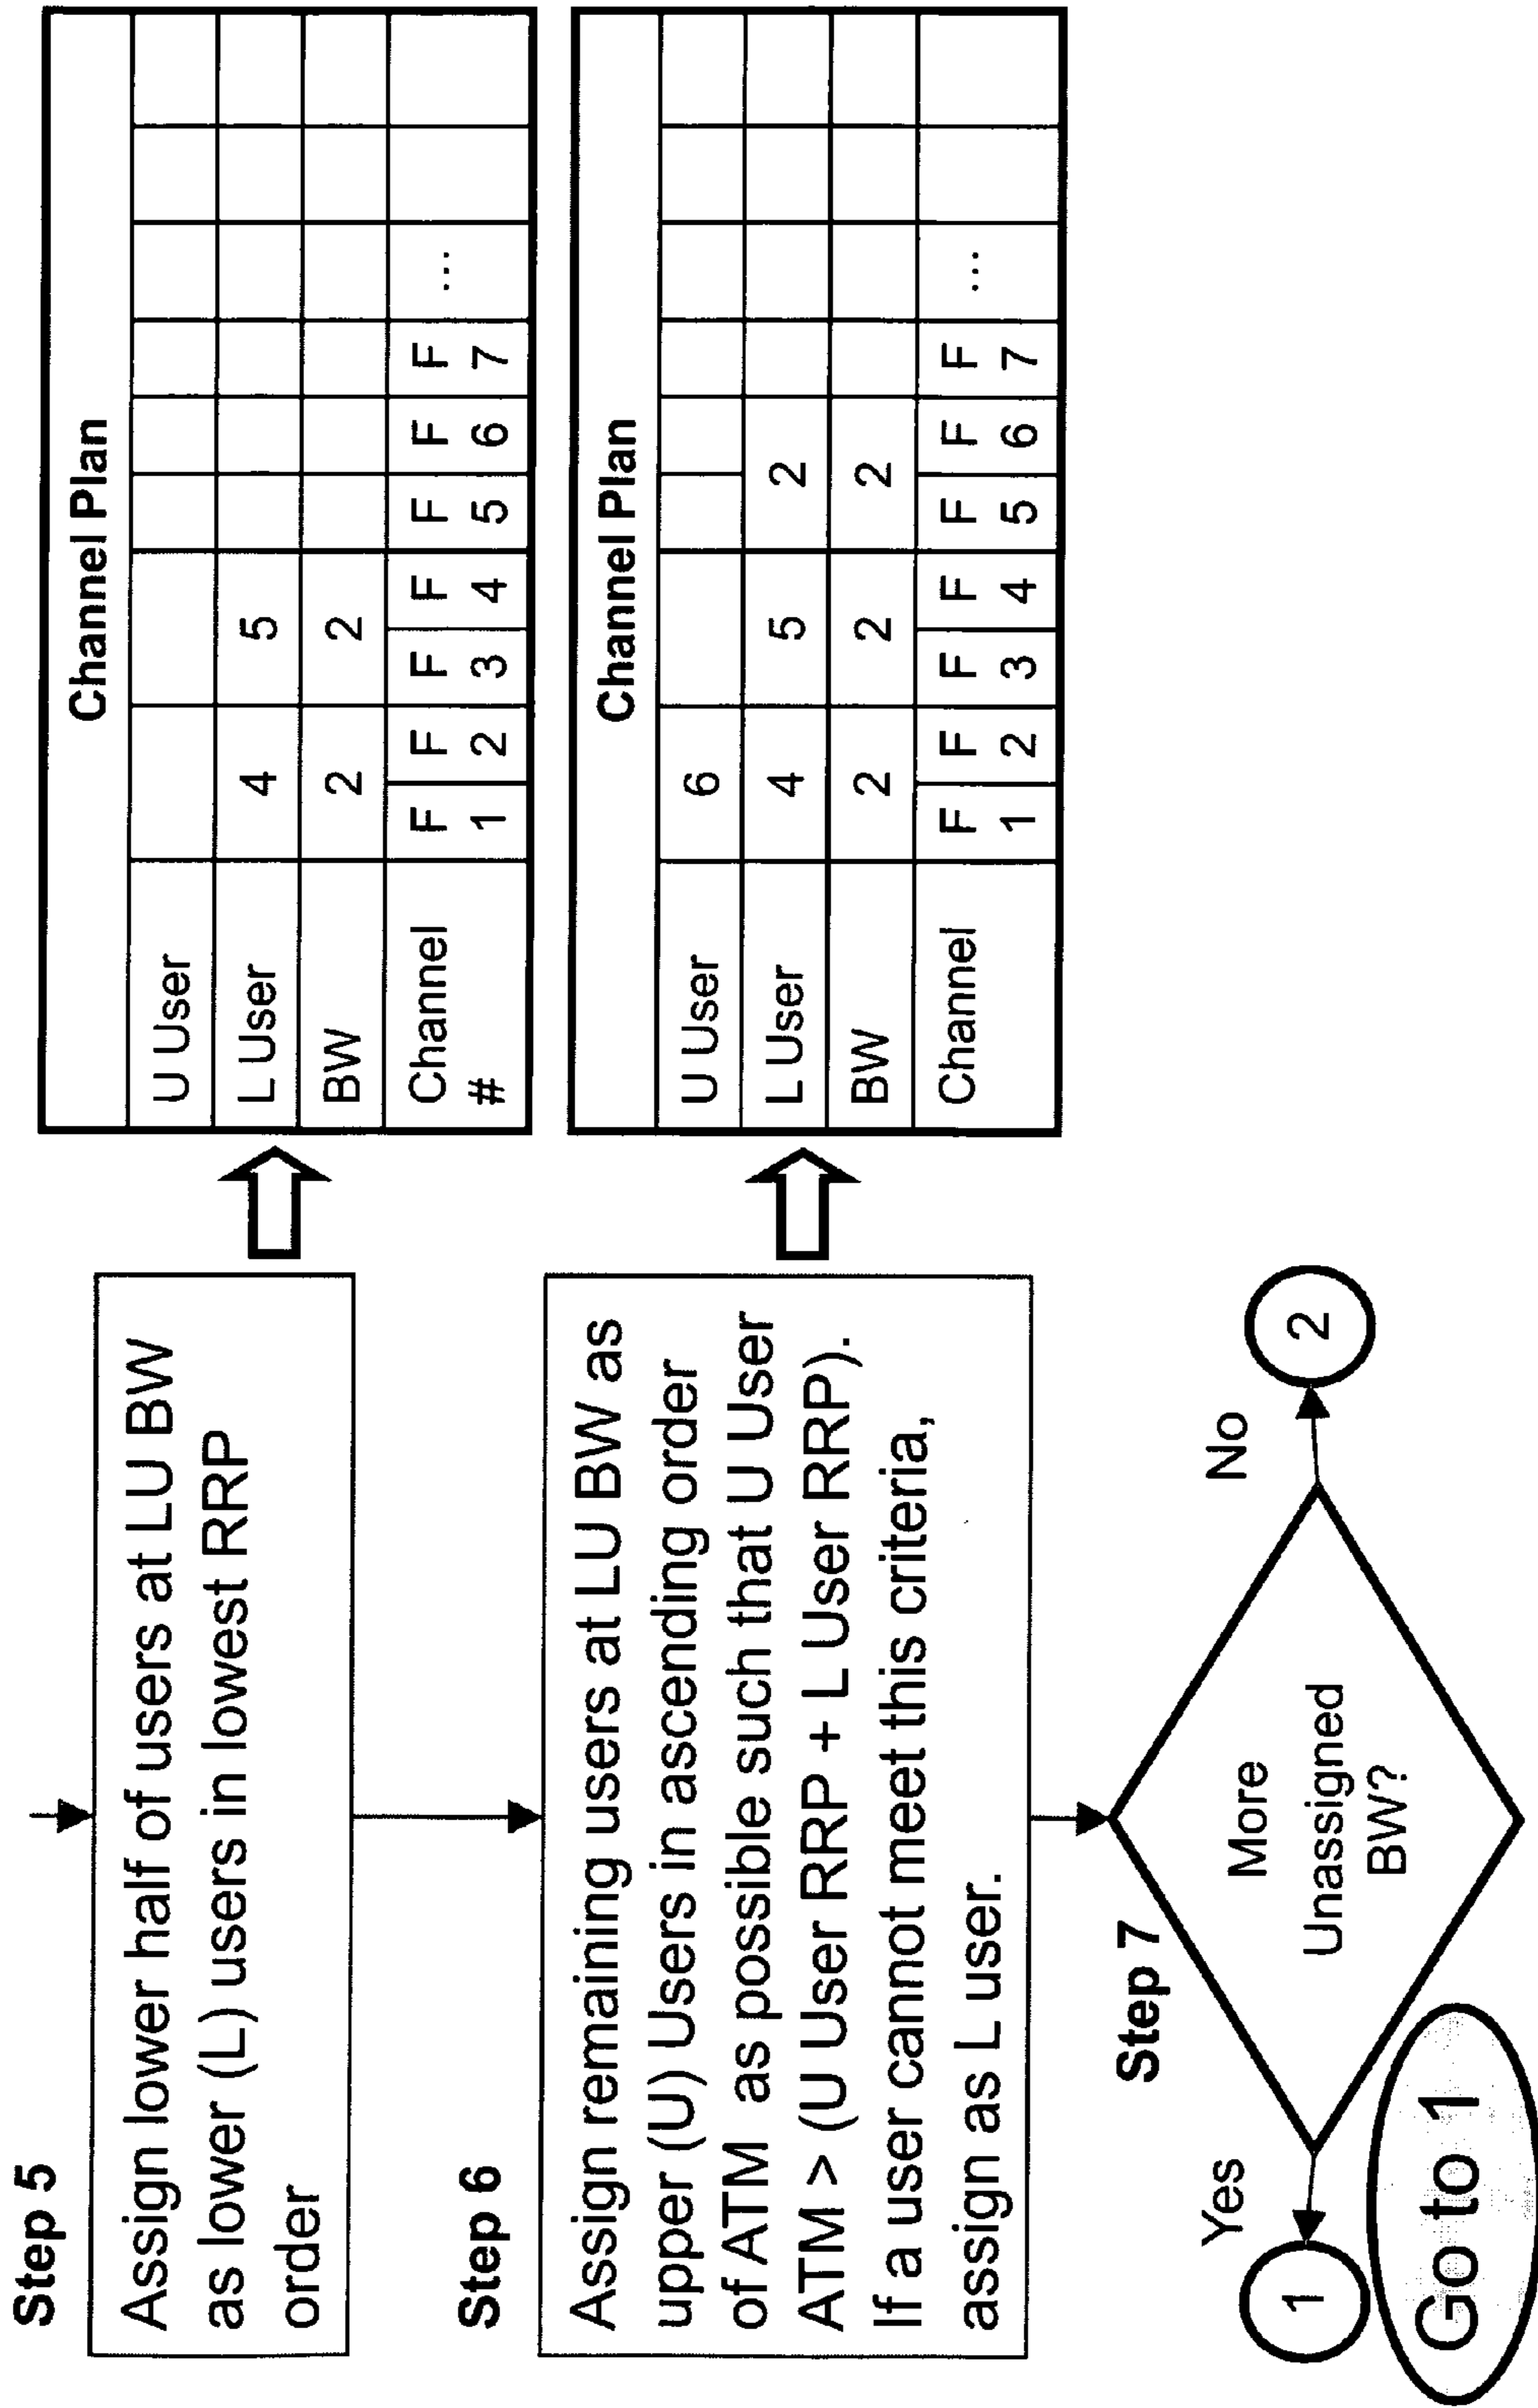 Step 5
Assign lower half of users at LU BW
as lower (L) users in lowest RRP
order
Channel Plan
U User
L User 4 5
BW 2 2
Channel F F F F F F F ...
# 1 2 3 4 5 6 7
Step 6
Assign remaining users at LU BW as
upper (U) Users in ascending order
of ATM as possible such that U User
ATM > (U User RRP + L User RRP).
If a user cannot meet this criteria,
assign as L user.
Channel Plan
U User 6
L User 4 5 2
BW 2 2 2
Channel F F F F F F F ...
1 2 3 4 5 6 7
Step 7
More
Unassigned
BW?
Yes
No
1
2
Go to 1